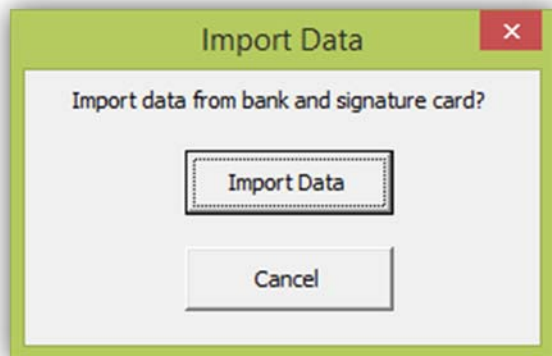 Import Data
Import data from bank and signature card?
Import Data
Cancel